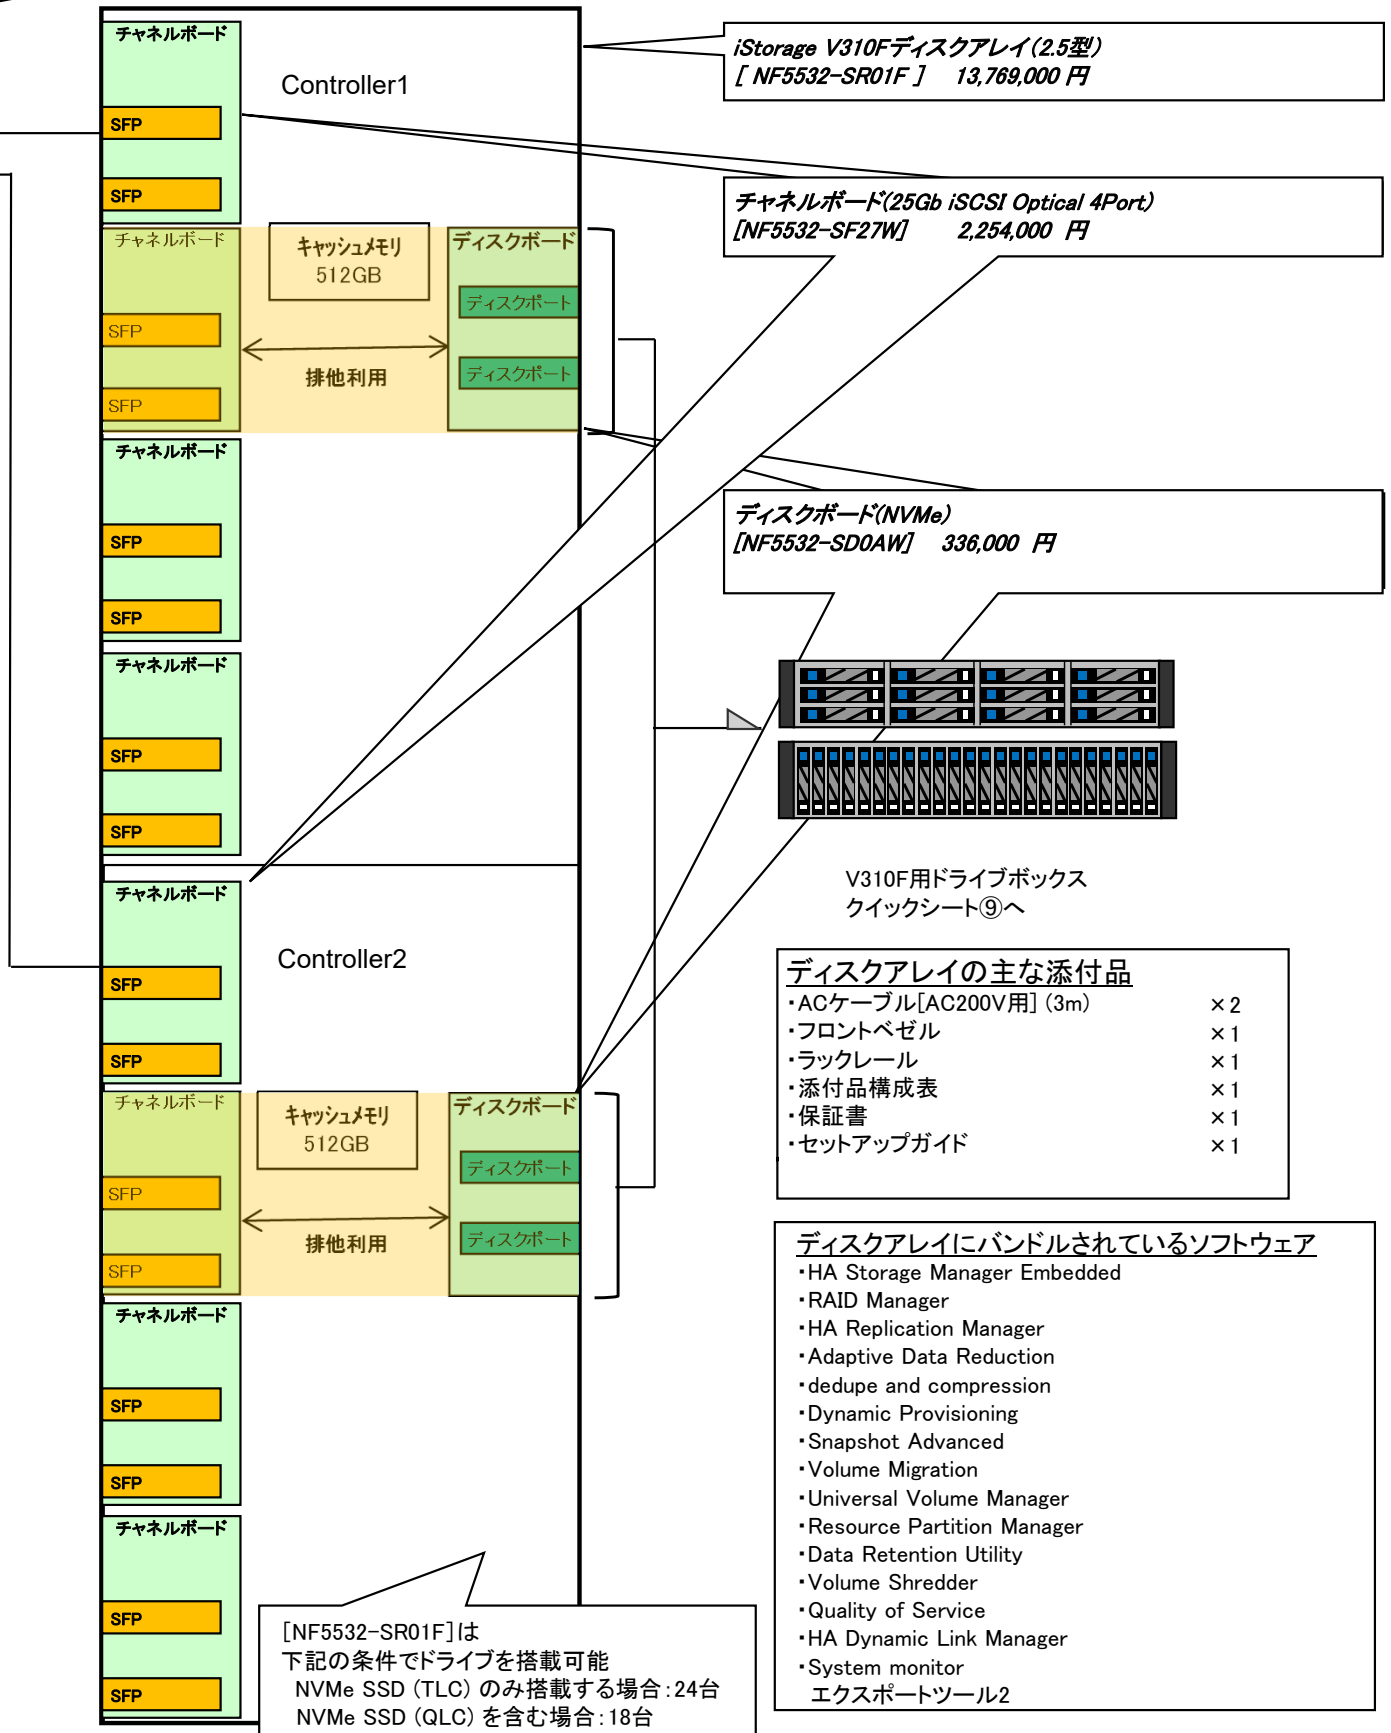 チャネルボード
Controller1
SFP
SFP
iStorage V310Fディスクアレイ(2.5型)
[ NF5532-SR01F ] 13,769,000 円
チャネルボード(25Gb iSCSI Optical 4Port)
[NF5532-SF27W] 2,254,000 円
チャネルボード
キャッシュメモリ
512GB
ディスクボード
ディスクポート
SFP
排他利用
ディスクポート
SFP
チャネルボード
SFP
SFP
ディスクボード(NVMe)
[NF5532-SD0AW] 336,000 円
チャネルボード
SFP
SFP
V310F用ドライブボックス
クイックシート⑨へ
チャネルボード
Controller2
SFP
SFP
ディスクアレイの主な添付品
・ACケーブル[AC200V用] (3m) ×2
・フロントベゼル ×1
・ラックレール ×1
・添付品構成表 ×1
・保証書 ×1
・セットアップガイド ×1
チャネルボード
キャッシュメモリ
512GB
ディスクボード
ディスクポート
SFP
排他利用
ディスクポート
SFP
ディスクアレイにバンドルされているソフトウェア
・HA Storage Manager Embedded
・RAID Manager
・HA Replication Manager
・Adaptive Data Reduction
・dedupe and compression
・Dynamic Provisioning
・Snapshot Advanced
・Volume Migration
・Universal Volume Manager
・Resource Partition Manager
・Data Retention Utility
・Volume Shredder
・Quality of Service
・HA Dynamic Link Manager
・System monitor
エクスポートツール2
チャネルボード
SFP
SFP
チャネルボード
SFP
SFP
[NF5532-SR01F]は
下記の条件でドライブを搭載可能
NVMe SSD (TLC) のみ搭載する場合:24台
NVMe SSD (QLC) を含む場合:18台